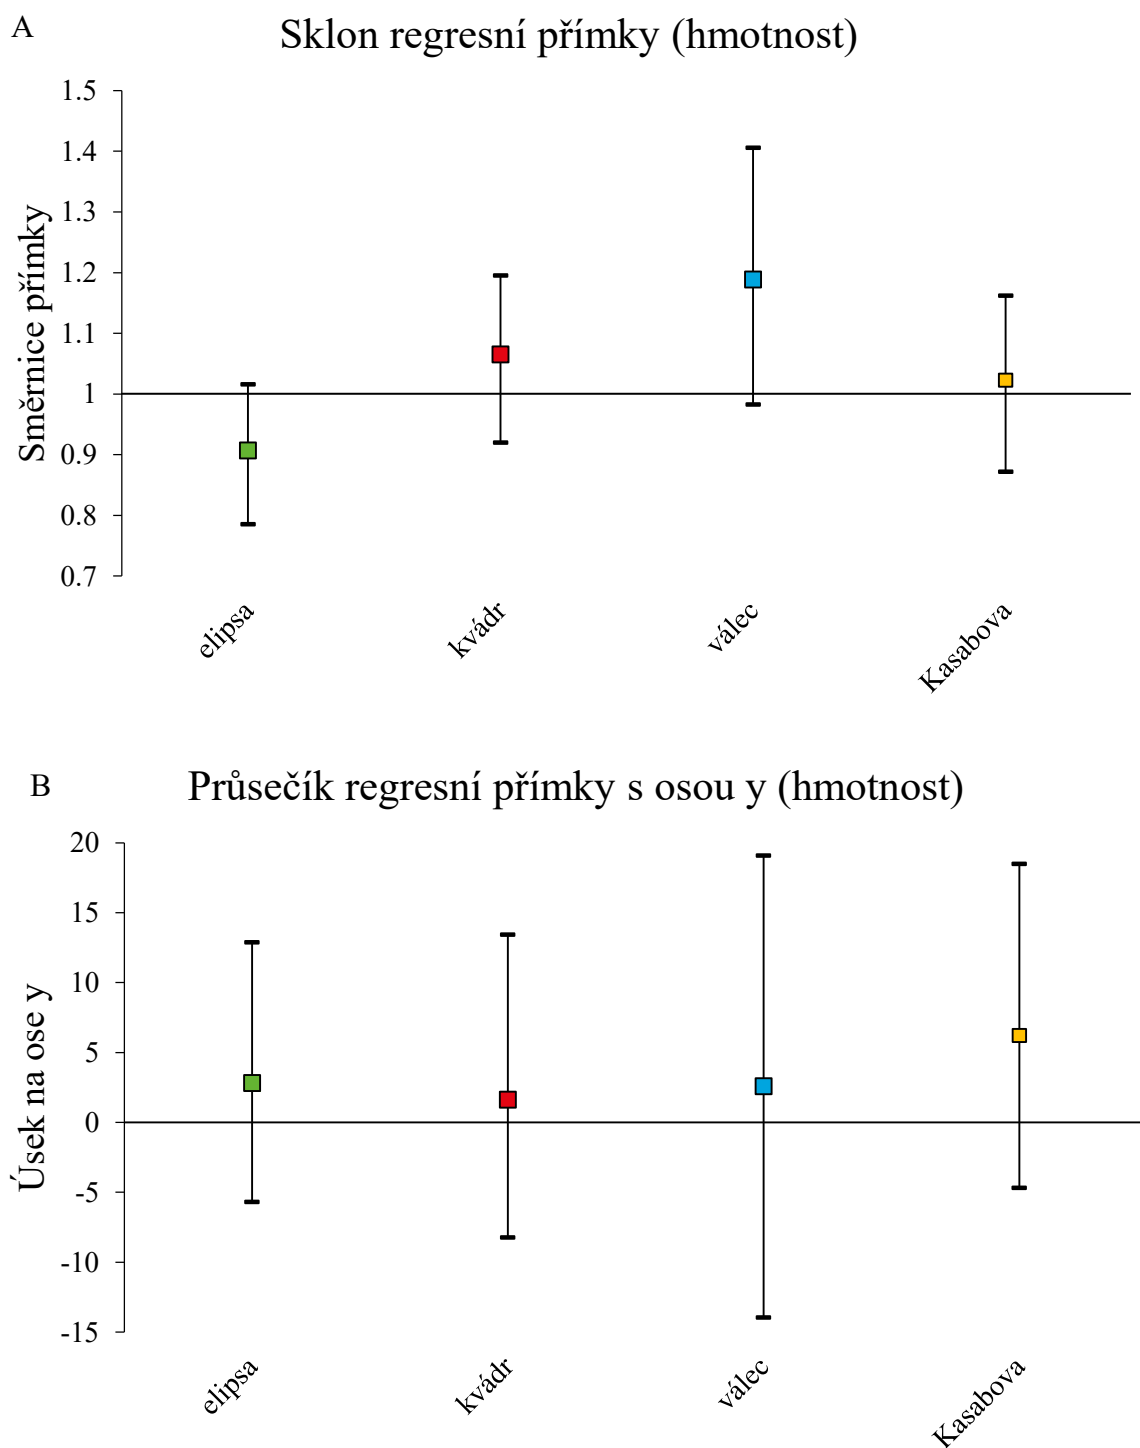 A
Sklon regresní přímky (hmotnost)
1.5
1.4
1.3
1.2
1.1
1
0.9
0.8
0.7
Směrnice přímky
elipsa
kvádr
válec
Kasabova
B
Průsečík regresní přímky s osou y (hmotnost)
20
15
10
5
0
-5
-10
-15
Úsek na ose y
elipsa
kvádr
válec
Kasabova